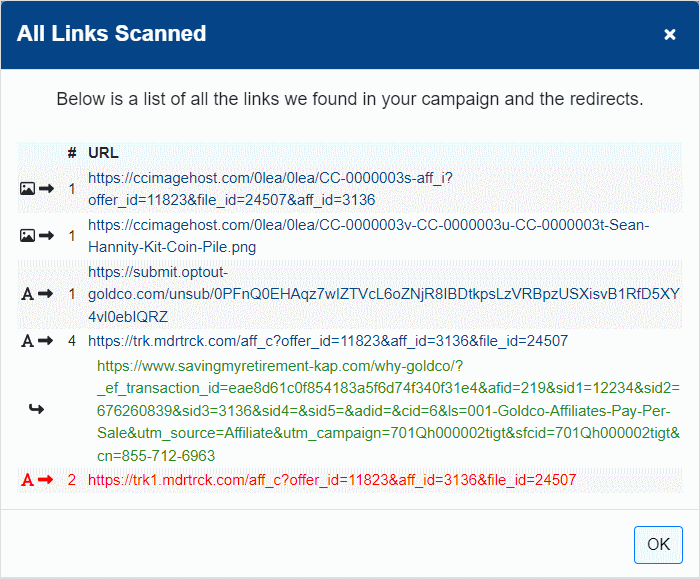 All Links Scanned
×
Below is a list of all the links we found in your campaign and the redirects.
# URL
1 https://ccimagehost.com/0lea/0lea/CC-0000003s-aff_i?
offer_id=11823&file_id=24507&aff_id=3136
1 https://ccimagehost.com/0lea/0lea/CC-0000003v-CC-0000003u-CC-0000003t-Sean-
Hannity-Kit-Coin-Pile.png
https://submit.optout-
A 1 goldco.com/unsub/0PFnQ0EHAqz7wIZTVcL6oZNjR8IBDtkpsLzVRBpzUSXisvB1RfD5XY
4vl0eblQRZ
A 4 https://trk.mdrtrck.com/aff_c?offer_id=11823&aff_id=3136&file_id=24507
https://www.savingmyretirement-kap.com/why-goldco/?
_ef_transaction_id=eae8d61c0f854183a5f6d74f340f31e4&afid=219&sid1=12234&sid2=
676260839&sid3=3136&sid4=&sid5=&adid=&cid=6&ls=001-Goldco-Affiliates-Pay-Per-
Sale&utm_source=Affiliate&utm_campaign=701Qh000002tigt&sfcid=701Qh000002tigt&
cn=855-712-6963
A 2 https://trk1.mdrtrck.com/aff_c?offer_id=11823&aff_id=3136&file_id=24507
OK